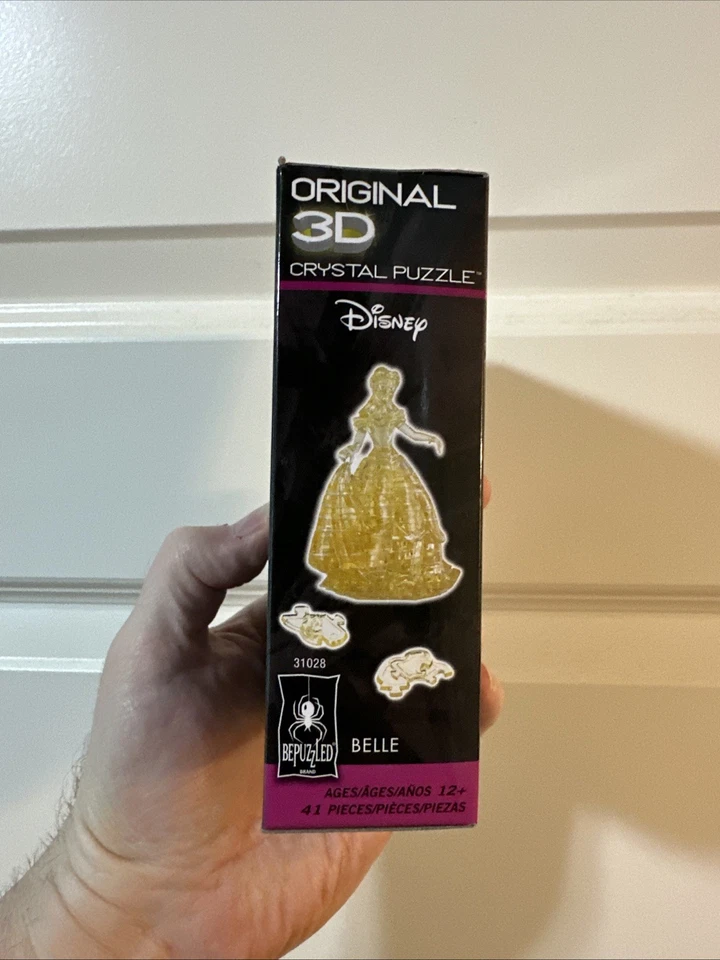 ORIGINAL
3D
CRYSTAL PUZZLE™
Disney
31028
BEPUZZLED
BRAND
BELLE
AGES/ÂGES/AÑOS 12+
41 PIECES/PIÈCES/PIEZAS